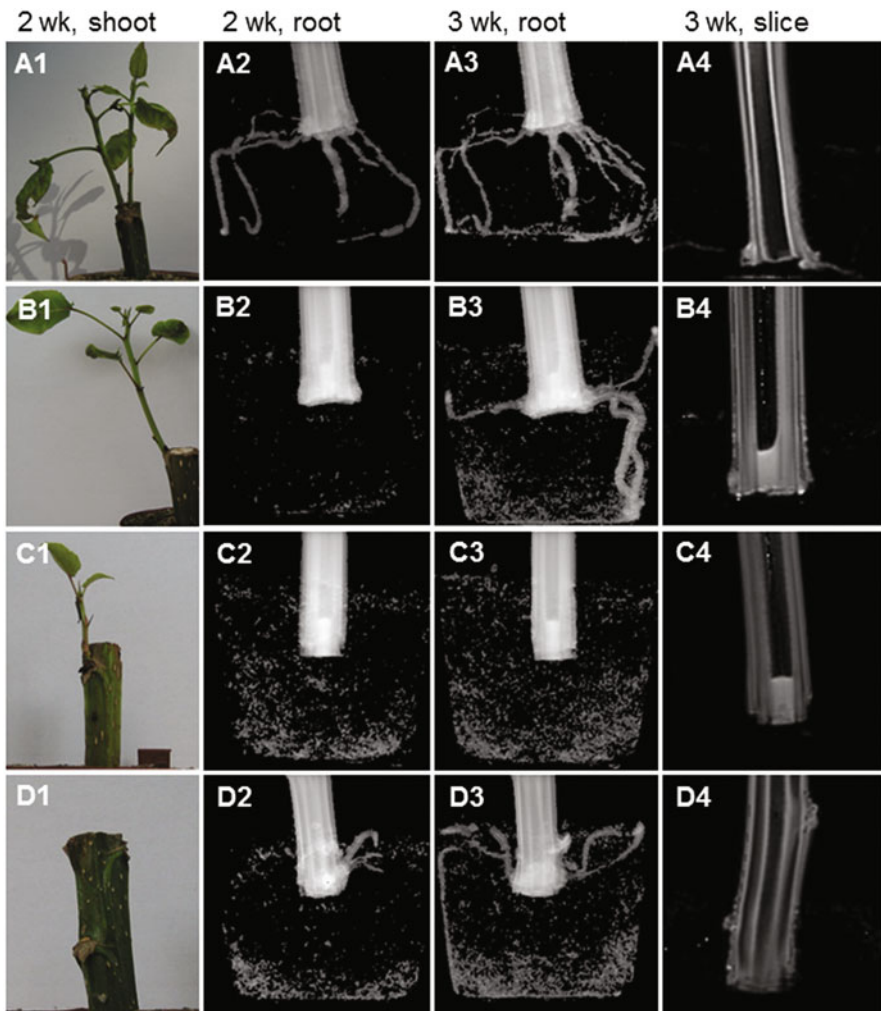 2 wk, shoot 2 wk, root 3 wk, root 3 wk, slice
A1 A2 A3 A4
B1 B2 B3 B4
C1 C2 C3 C4
D1 D2 D3 D4